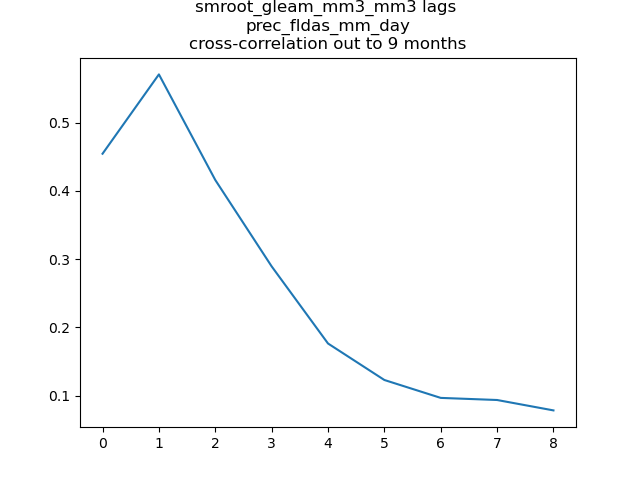 smroot_gleam_mm3_mm3 lags
prec_fldas_mm_day
cross-correlation out to 9 months
0.5
0.4
0.3
0.2
0.1
0 1 2 3 4 5 6 7 8